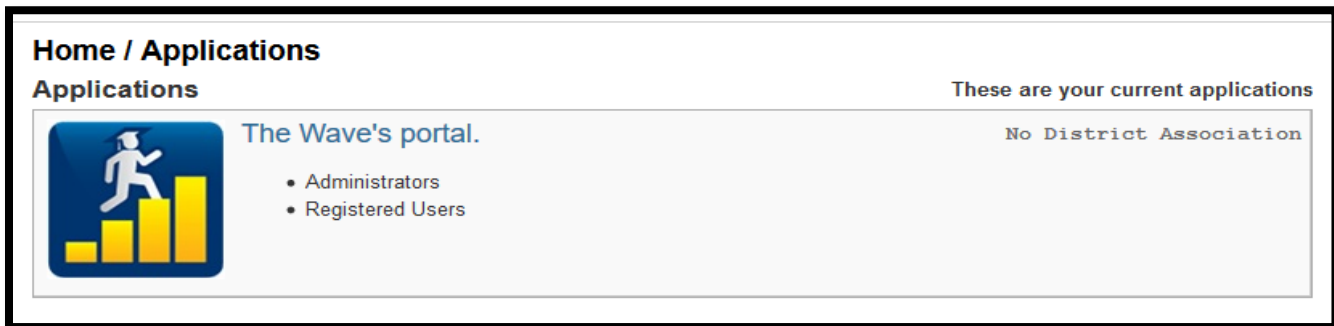 Home / Applications
Applications
These are your current applications
The Wave's portal.
No District Association
• Administrators
• Registered Users